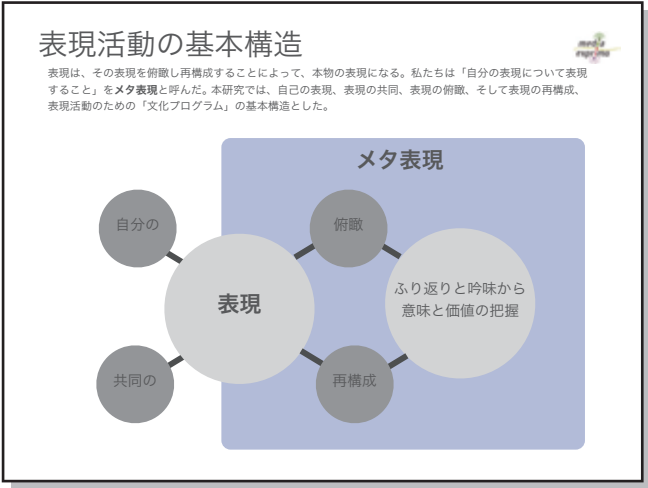 表現活動の基本構造
media
exprimo
表現は、その表現を俯瞰し再構成することによって、本物の表現になる。私たちは「自分の表現について表現
すること」をメタ表現と呼んだ。本研究では、自己の表現、表現の共同、表現の俯瞰、そして表現の再構成、
表現活動のための「文化プログラム」の基本構造とした。
メタ表現
自分の
俯瞰
表現
ふり返りと吟味から
意味と価値の把握
共同の
再構成